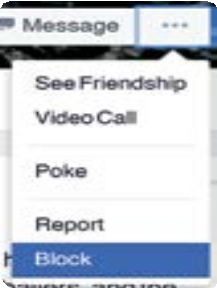 Message ...
See Friendship
Video Call
Poke
Report
Block